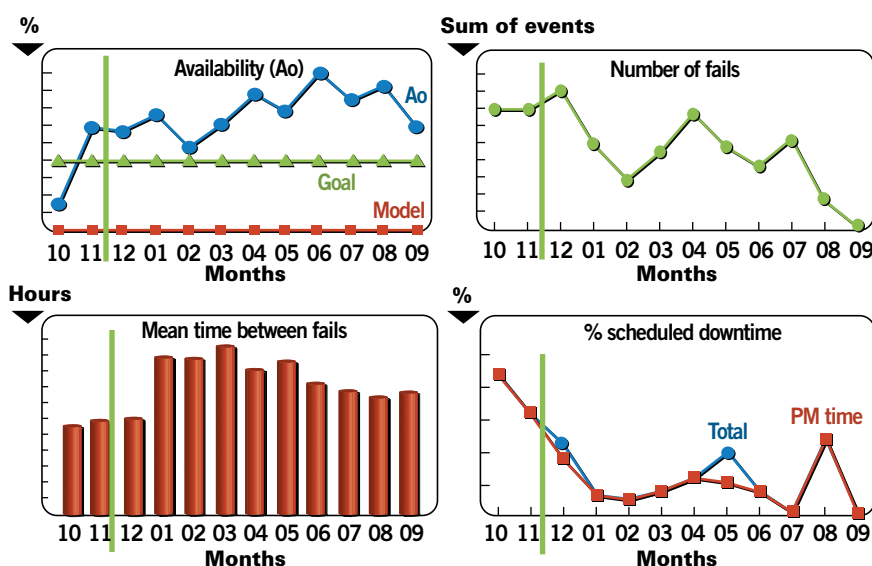 %
Availability (Ao)
Ao
Goal
Model
10 11 12 01 02 03 04 05 06 07 08 09
Months
Sum of events
Number of fails
10 11 12 01 02 03 04 05 06 07 08 09
Months
Hours
Mean time between fails
10 11 12 01 02 03 04 05 06 07 08 09
Months
%
% scheduled downtime
Total
PM time
10 11 12 01 02 03 04 05 06 07 08 09
Months